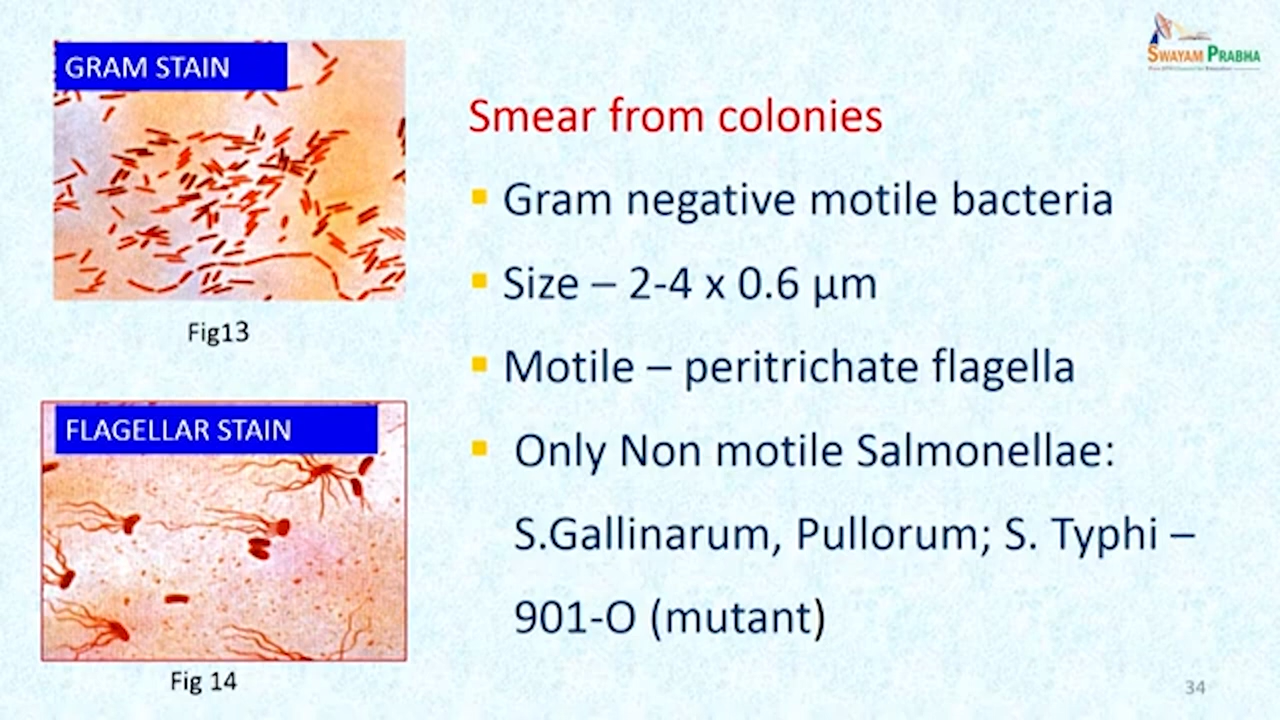 GRAM STAIN
Fig13
FLAGELLAR STAIN
Fig 14
SWAYAM PRABHA
Smear from colonies
Gram negative motile bacteria
Size – 2-4 x 0.6 µm
Motile – peritrichate flagella
Only Non motile Salmonellae:
S.Gallinarum, Pullorum; S. Typhi –
901-O (mutant)
34